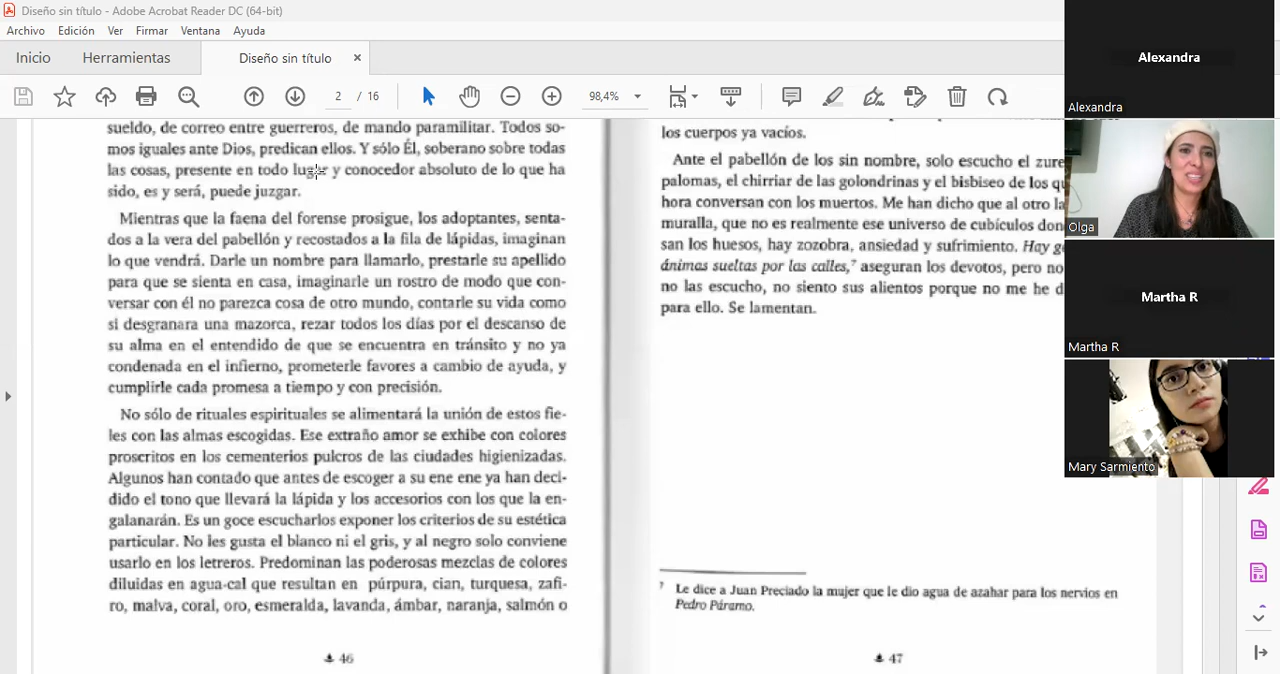 Diseño sin título - Adobe Acrobat Reader DC (64-bit)
Archivo Edición Ver Firmar Ventana Ayuda
Inicio Herramientas Diseño sin título ×
2 / 16 98,4%
sueldo, de correo entre guerreros, de mando paramilitar. Todos so-
mos iguales ante Dios, predican ellos. Y sólo Él, soberano sobre todas
las cosas, presente en todo lugar y conocedor absoluto de lo que ha
sido, es y será, puede juzgar.
Mientras que la faena del forense prosigue, los adoptantes, senta-
dos a la vera del pabellón y recostados a la fila de lápidas, imaginan
lo que vendrá. Darle un nombre para llamarlo, prestarle su apellido
para que se sienta en casa, imaginarle un rostro de modo que con-
versar con él no parezca cosa de otro mundo, contarle su vida como
si desgranara una mazorca, rezar todos los días por el descanso de
su alma en el entendido de que se encuentra en tránsito y no ya
condenada en el infierno, prometerle favores a cambio de ayuda, y
cumplirle cada promesa a tiempo y con precisión.
No sólo de rituales espirituales se alimentará la unión de estos fie-
les con las almas escogidas. Ese extraño amor se exhibe con colores
proscritos en los cementerios pulcros de las ciudades higienizadas.
Algunos han contado que antes de escoger a su ene ene ya han deci-
dido el tono que llevará la lápida y los accesorios con los que la en-
galanarán. Es un goce escucharlos exponer los criterios de su estética
particular. No les gusta el blanco ni el gris, y al negro solo conviene
usarlo en los letreros. Predominan las poderosas mezclas de colores
diluidas en agua-cal que resultan en púrpura, cian, turquesa, zafi-
ro, malva, coral, oro, esmeralda, lavanda, ámbar, naranja, salmón o
46
los cuerpos ya vacíos.
Ante el pabellón de los sin nombre, solo escucho el zure
palomas, el chirriar de las golondrinas y el bisbiseo de los qu
hora conversan con los muertos. Me han dicho que al otro la
muralla, que no es realmente ese universo de cubículos don
san los huesos, hay zozobra, ansiedad y sufrimiento. Hay ge
ánimas sueltas por las calles,⁷ aseguran los devotos, pero no
no las escucho, no siento sus alientos porque no me he d
para ello. Se lamentan.
⁷ Le dice a Juan Preciado la mujer que le dio agua de azahar para los nervios en
Pedro Páramo.
47
Alexandra
Alexandra
Olga
Martha R
Martha R
Mary Sarmiento